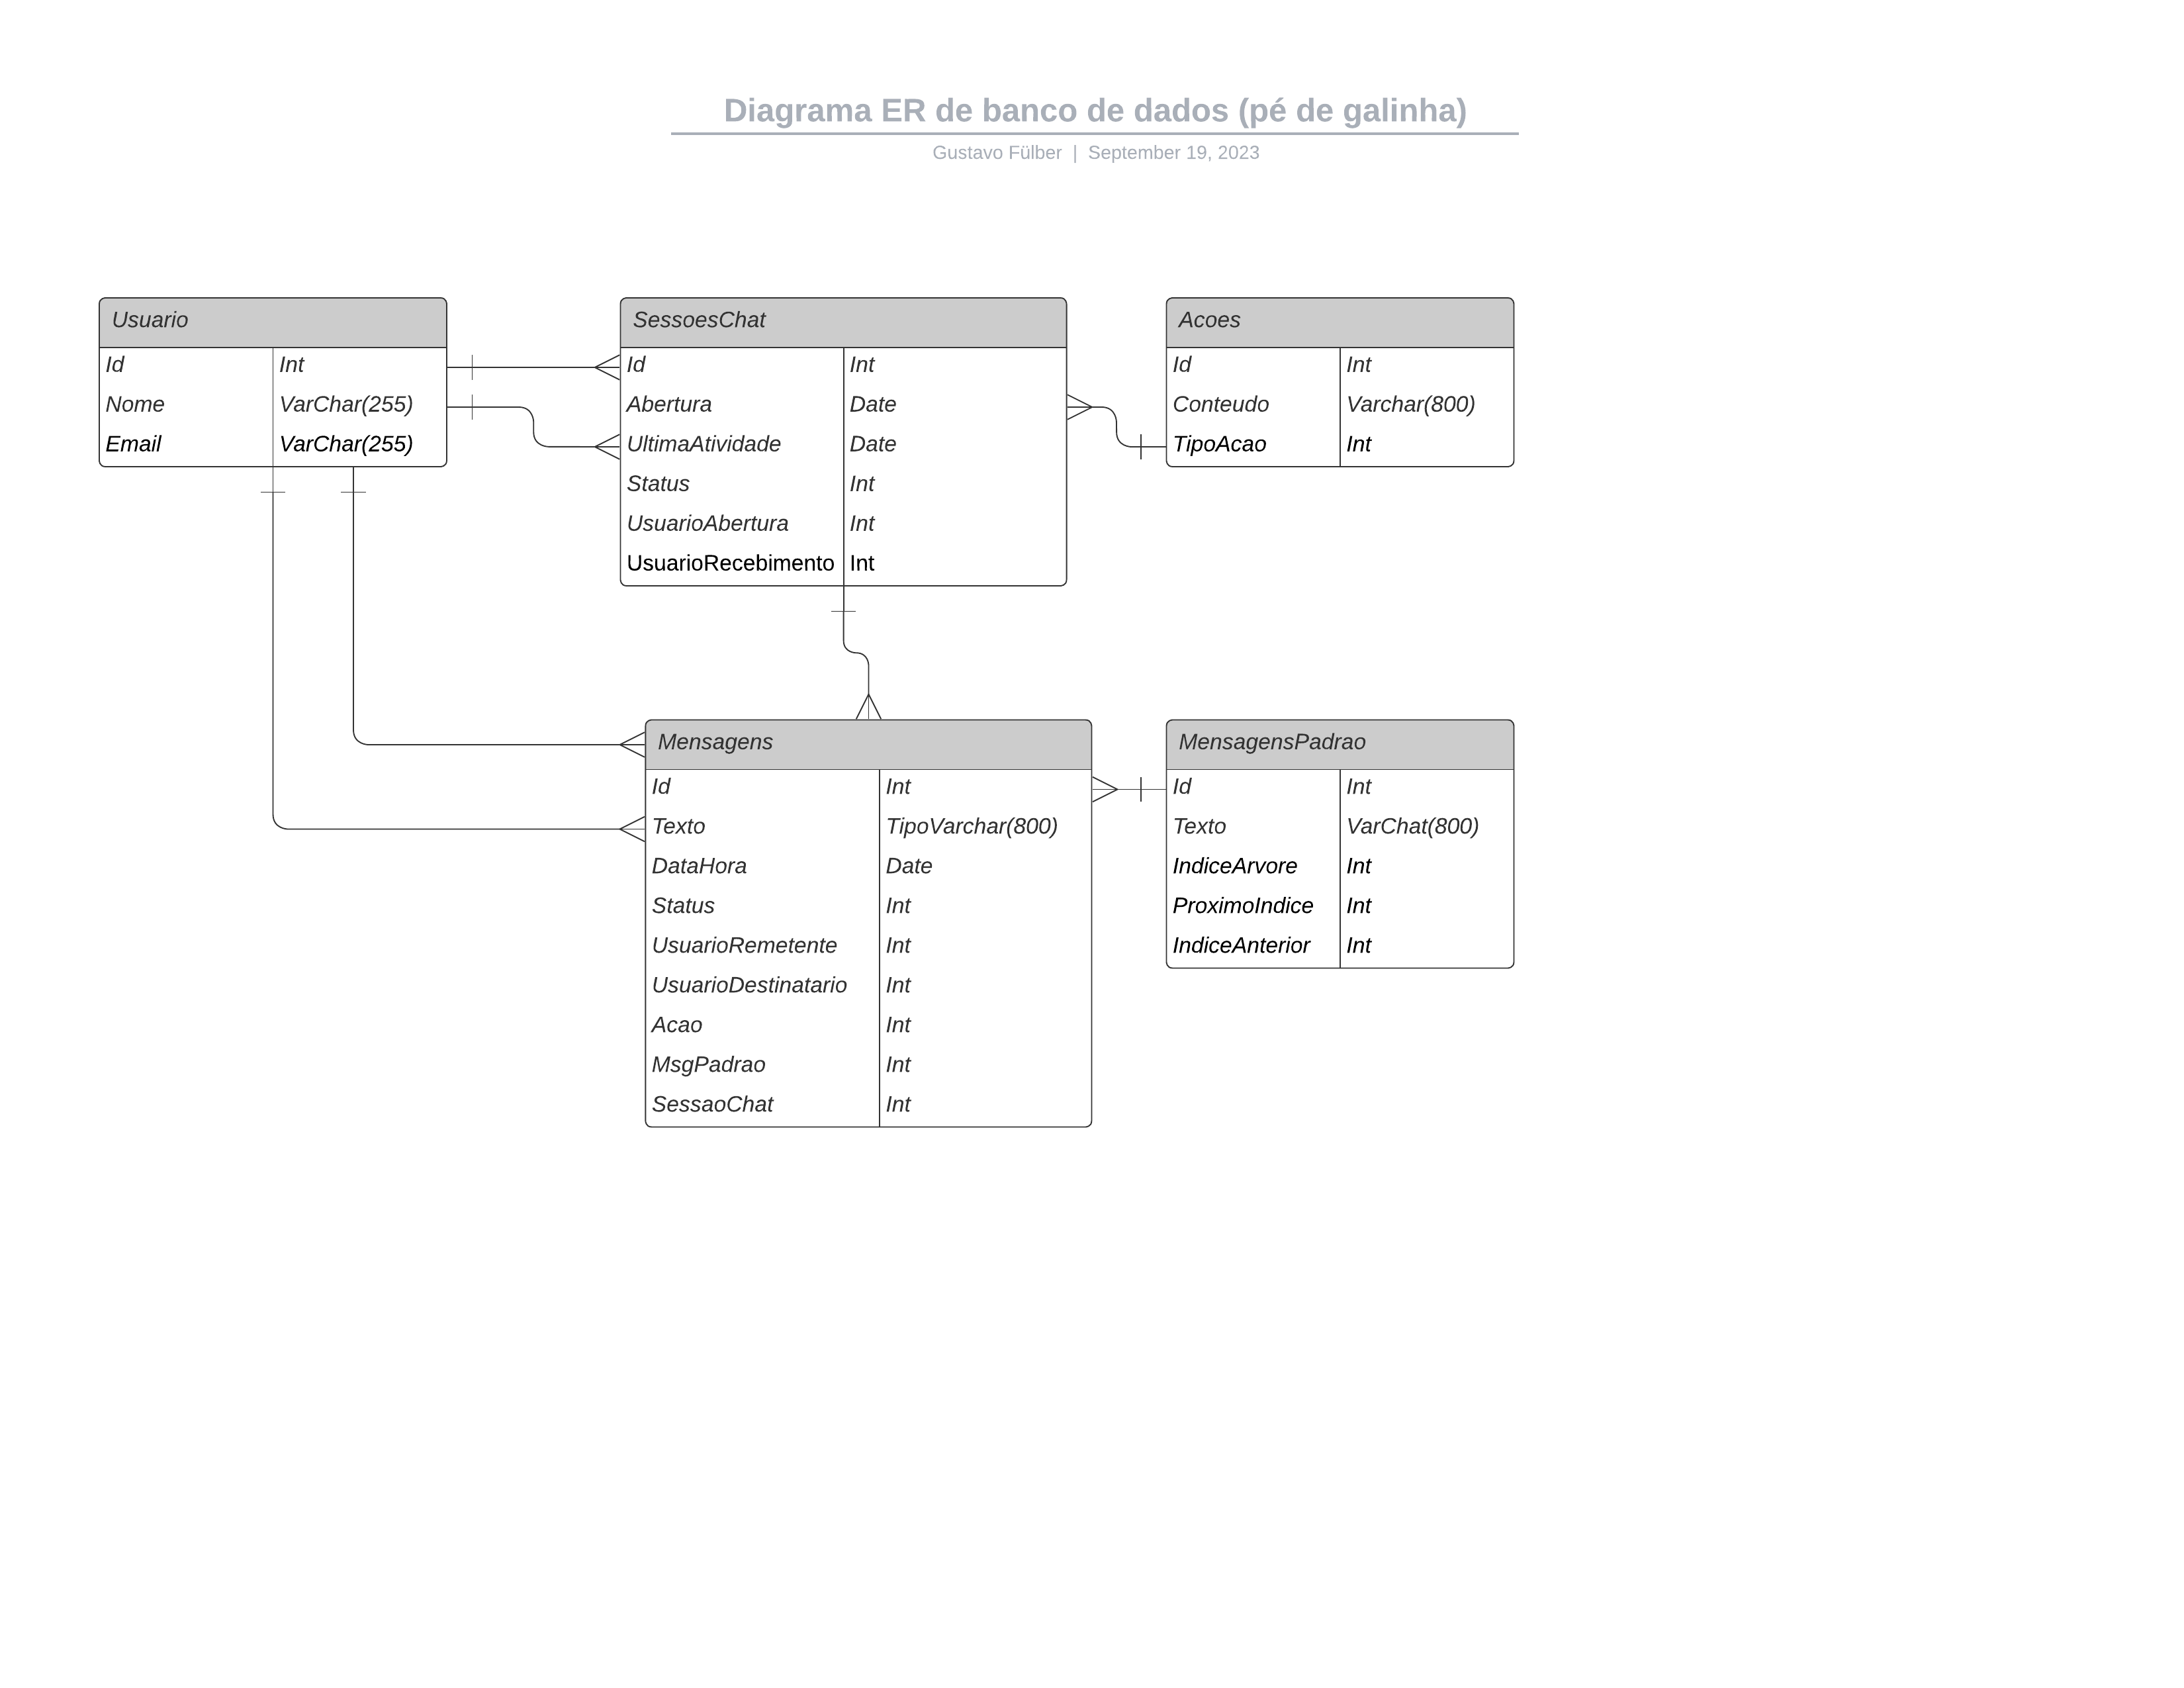 Diagrama ER de banco de dados (pé de galinha)
Gustavo Fülber | September 19, 2023
Usuario
Id Int
Nome VarChar(255)
Email VarChar(255)
SessoesChat
Id Int
Abertura Date
UltimaAtividade Date
Status Int
UsuarioAbertura Int
UsuarioRecebimento Int
Acoes
Id Int
Conteudo Varchar(800)
TipoAcao Int
Mensagens
Id Int
Texto TipoVarchar(800)
DataHora Date
Status Int
UsuarioRemetente Int
UsuarioDestinatario Int
Acao Int
MsgPadrao Int
SessaoChat Int
MensagensPadrao
Id Int
Texto VarChat(800)
IndiceArvore Int
ProximoIndice Int
IndiceAnterior Int